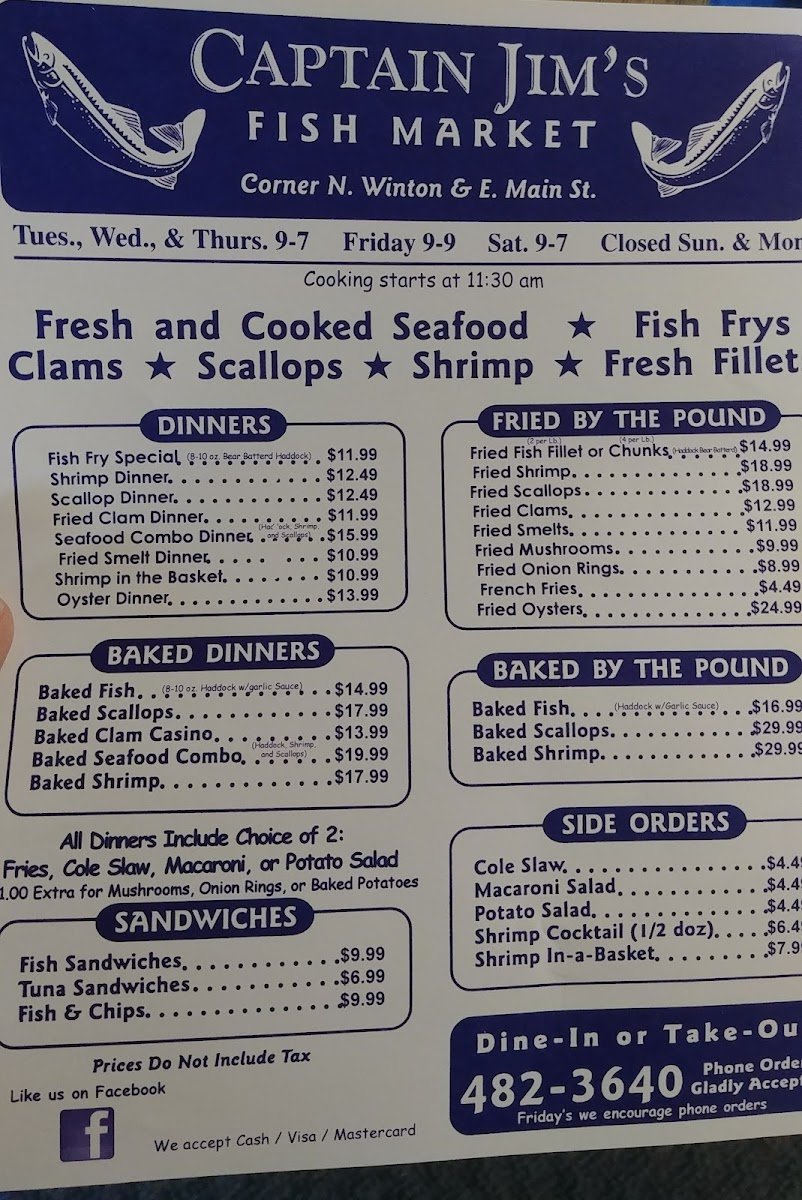 CAPTAIN JIM'S
FISH MARKET
Corner N. Winton & E. Main St.
Tues., Wed., & Thurs. 9-7 Friday 9-9 Sat. 9-7 Closed Sun. & Mon
Cooking starts at 11:30 am
Fresh and Cooked Seafood ★ Fish Frys
Clams ★ Scallops ★ Shrimp ★ Fresh Fillet
DINNERS
Fish Fry Special (8-10 oz. Bear Batterd Haddock) . $11.99
Shrimp Dinner. . . . . . . . . . . . . $12.49
Scallop Dinner. . . . . . . . . . . . . $12.49
Fried Clam Dinner. . . . . . . . . . $11.99
Seafood Combo Dinner (Haddock, Shrimp, and Scallops) $15.99
Fried Smelt Dinner. . . . . . . . . $10.99
Shrimp in the Basket. . . . . . . . $10.99
Oyster Dinner. . . . . . . . . . . . . $13.99
BAKED DINNERS
Baked Fish. . . (8-10 oz. Haddock w/garlic Sauce) . . . $14.99
Baked Scallops. . . . . . . . . . . . . $17.99
Baked Clam Casino. . . . . . . . . . $13.99
Baked Seafood Combo. (Haddock, Shrimp, and Scallops) . . $19.99
Baked Shrimp. . . . . . . . . . . . . . $17.99
All Dinners Include Choice of 2:
Fries, Cole Slaw, Macaroni, or Potato Salad
1.00 Extra for Mushrooms, Onion Rings, or Baked Potatoes
SANDWICHES
Fish Sandwiches. . . . . . . . . . . . $9.99
Tuna Sandwiches. . . . . . . . . . . $6.99
Fish & Chips. . . . . . . . . . . . . . $9.99
Prices Do Not Include Tax
Like us on Facebook
f
We accept Cash / Visa / Mastercard
FRIED BY THE POUND
(2 per Lb.) (4 per Lb.)
Fried Fish Fillet or Chunks (Haddock Bear Batterd) $14.99
Fried Shrimp. . . . . . . . . . . . . . $18.99
Fried Scallops. . . . . . . . . . . . . $18.99
Fried Clams. . . . . . . . . . . . . . $12.99
Fried Smelts. . . . . . . . . . . . . . $11.99
Fried Mushrooms. . . . . . . . . . . $9.99
Fried Onion Rings. . . . . . . . . . . $8.99
French Fries. . . . . . . . . . . . . . $4.49
Fried Oysters. . . . . . . . . . . . . $24.99
BAKED BY THE POUND
Baked Fish. . . . (Haddock w/Garlic Sauce) . . . $16.99
Baked Scallops. . . . . . . . . . . . $29.99
Baked Shrimp. . . . . . . . . . . . . $29.99
SIDE ORDERS
Cole Slaw. . . . . . . . . . . . . . . . $4.49
Macaroni Salad. . . . . . . . . . . . $4.49
Potato Salad. . . . . . . . . . . . . . $4.49
Shrimp Cocktail (1/2 doz). . . . . $6.49
Shrimp In-a-Basket. . . . . . . . . $7.99
Dine-In or Take-Ou
482-3640 Phone Order
Gladly Accept
Friday's we encourage phone orders